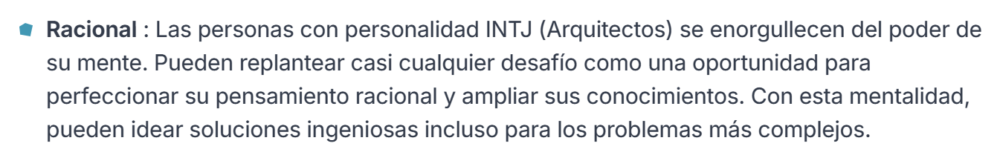 Racional : Las personas con personalidad INTJ (Arquitectos) se enorgullecen del poder de
su mente. Pueden replantear casi cualquier desafío como una oportunidad para
perfeccionar su pensamiento racional y ampliar sus conocimientos. Con esta mentalidad,
pueden idear soluciones ingeniosas incluso para los problemas más complejos.